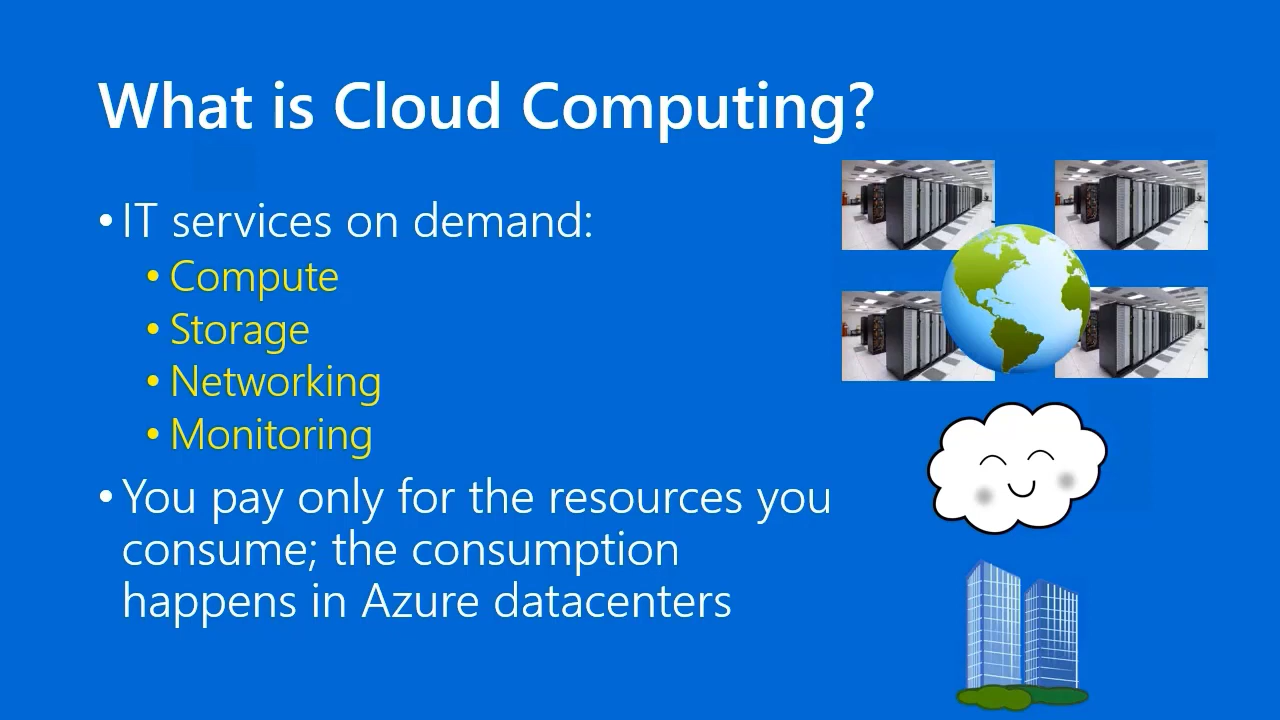 What is Cloud Computing?
• IT services on demand:
• Compute
• Storage
• Networking
• Monitoring
• You pay only for the resources you
consume; the consumption
happens in Azure datacenters